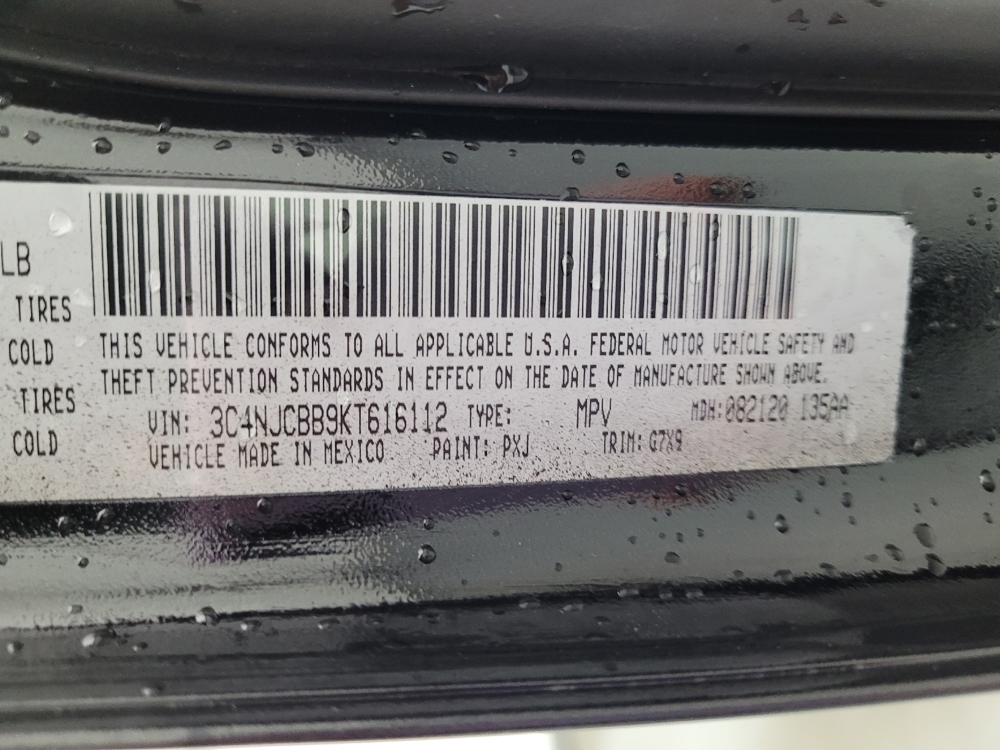 LB
TIRES
COLD
TIRES
COLD
THIS VEHICLE CONFORMS TO ALL APPLICABLE U.S.A. FEDERAL MOTOR VEHICLE SAFETY AND
THEFT PREVENTION STANDARDS IN EFFECT ON THE DATE OF MANUFACTURE SHOWN ABOVE.
VIN: 3C4NJCBB9KT616112 TYPE: MPV MDH:082120 135AA
VEHICLE MADE IN MEXICO PAINT: PXJ TRIM: G7X9